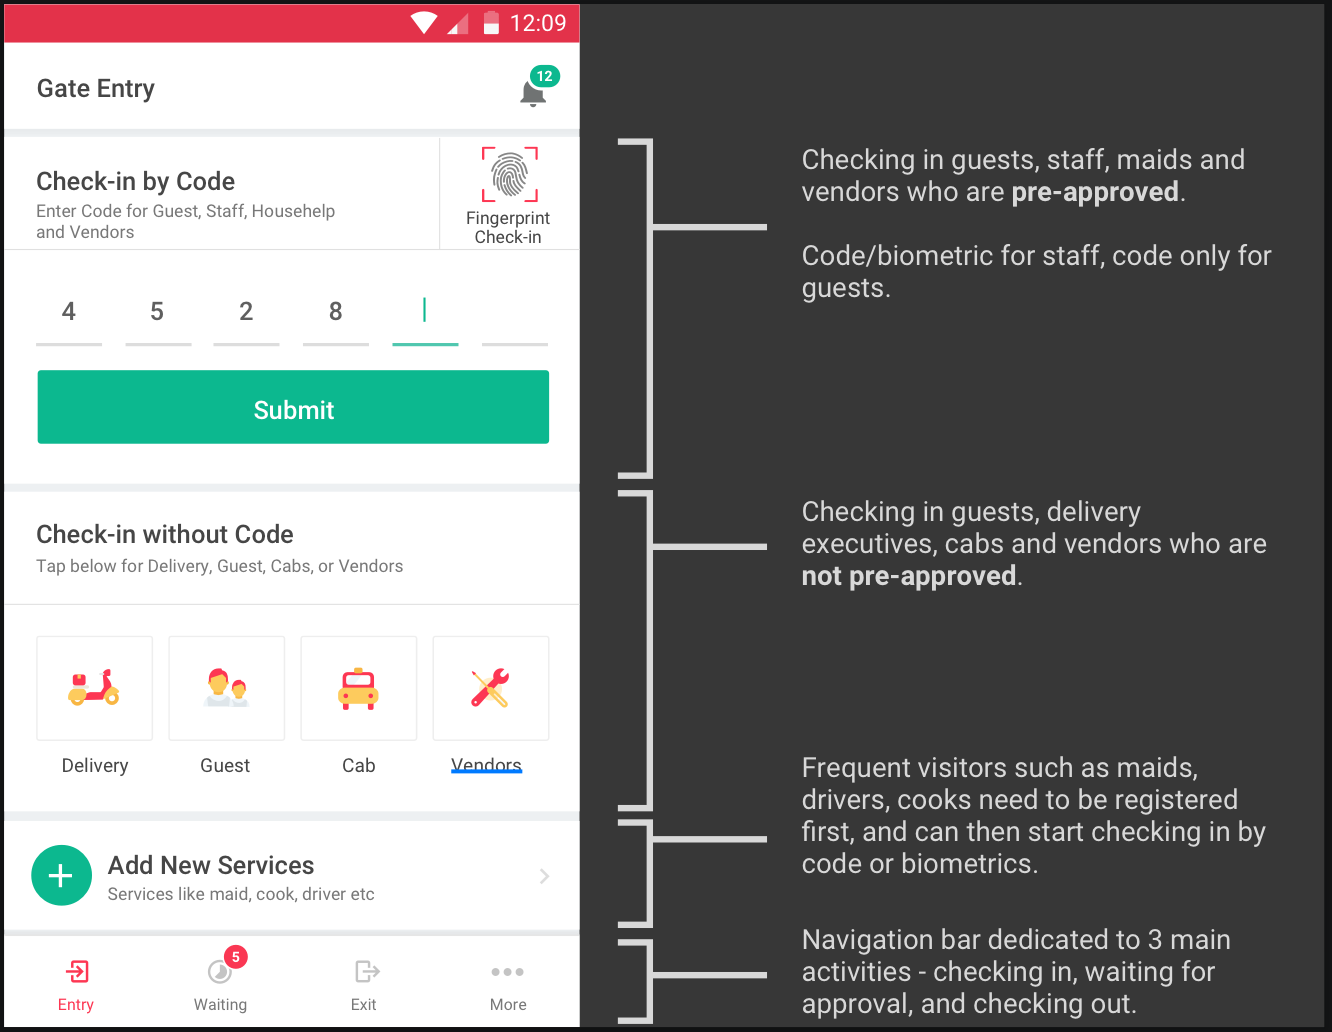 12:09
Gate Entry
12
Check-in by Code
Enter Code for Guest, Staff, Househelp
and Vendors
Fingerprint
Check-in
4 5 2 8
Submit
Check-in without Code
Tap below for Delivery, Guest, Cabs, or Vendors
Delivery Guest Cab Vendors
Add New Services
Services like maid, cook, driver etc
5
Entry Waiting Exit More
Checking in guests, staff, maids and
vendors who are pre-approved.
Code/biometric for staff, code only for
guests.
Checking in guests, delivery
executives, cabs and vendors who are
not pre-approved.
Frequent visitors such as maids,
drivers, cooks need to be registered
first, and can then start checking in by
code or biometrics.
Navigation bar dedicated to 3 main
activities - checking in, waiting for
approval, and checking out.